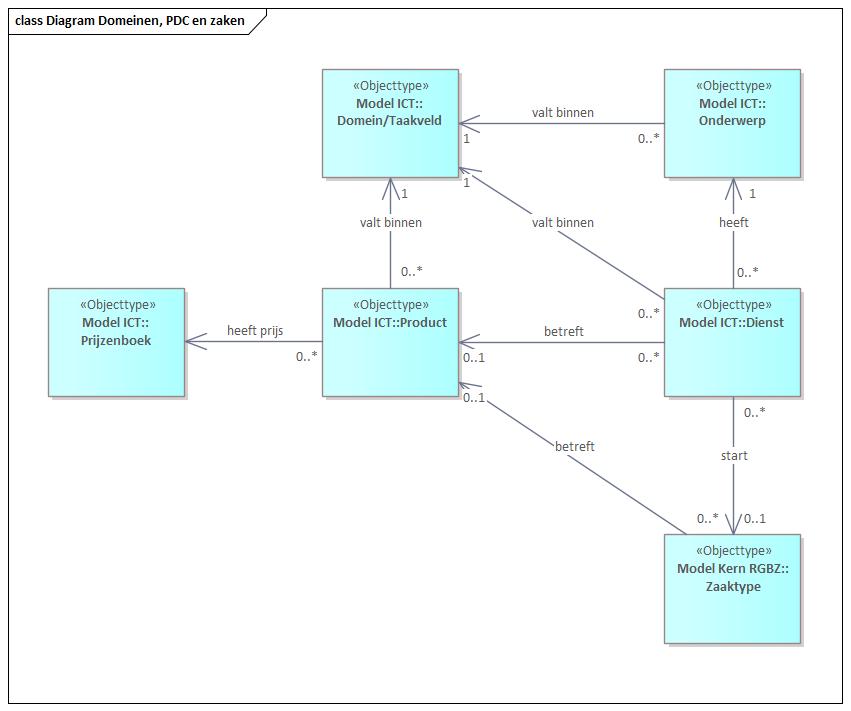 class Diagram Domeinen, PDC en zaken
«Objecttype»
Model ICT::
Domein/Taakveld
«Objecttype»
Model ICT::
Onderwerp
valt binnen
1
0..*
1
1
1
valt binnen
valt binnen
heeft
0..*
0..*
0..*
«Objecttype»
Model ICT::
Prijzenboek
«Objecttype»
Model ICT::Product
«Objecttype»
Model ICT::Dienst
heeft prijs
0..*
betreft
0..1
0..*
0..1
0..*
betreft
start
0..*
0..1
«Objecttype»
Model Kern RGBZ::
Zaaktype